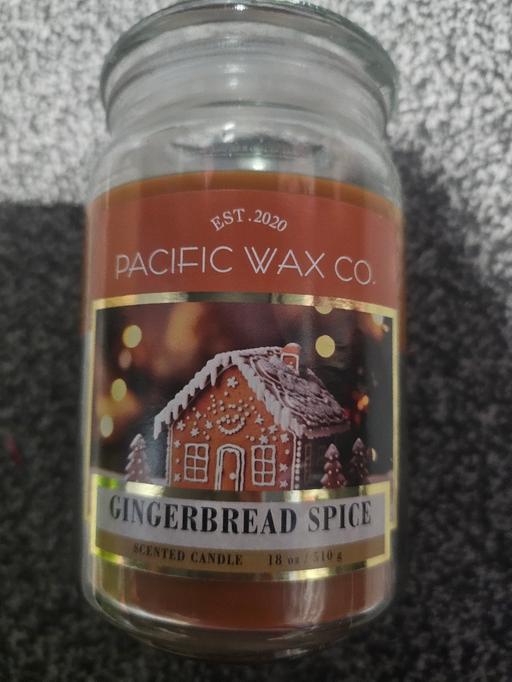 EST.2020
PACIFIC WAX CO.
GINGERBREAD SPICE
SCENTED CANDLE 18 oz / 510 g